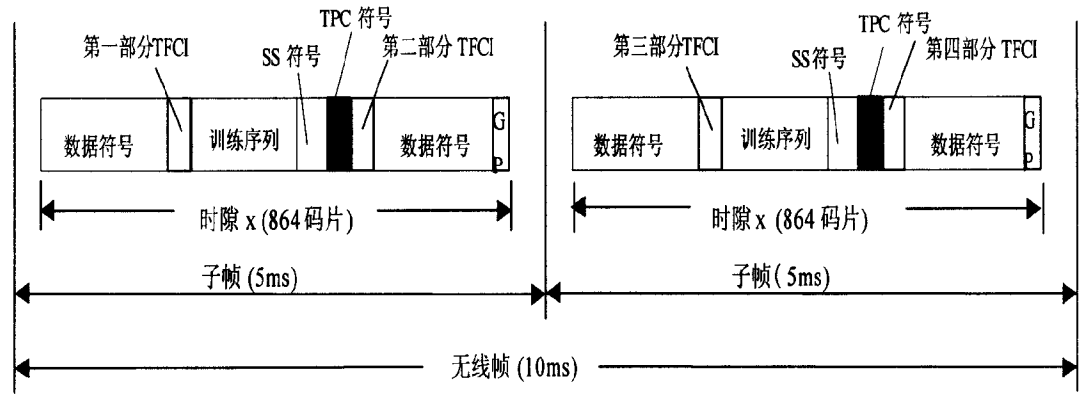 TPC 符号
第一部分TFCI
SS 符号
第二部分 TFCI
数据符号
训练序列
数据符号
G
P
时隙 x (864 码片)
子帧 (5ms)
TPC 符号
第三部分TFCI
SS 符号
第四部分 TFCI
数据符号
训练序列
数据符号
G
P
时隙 x (864 码片)
子帧 ( 5ms)
无线帧 (10ms)